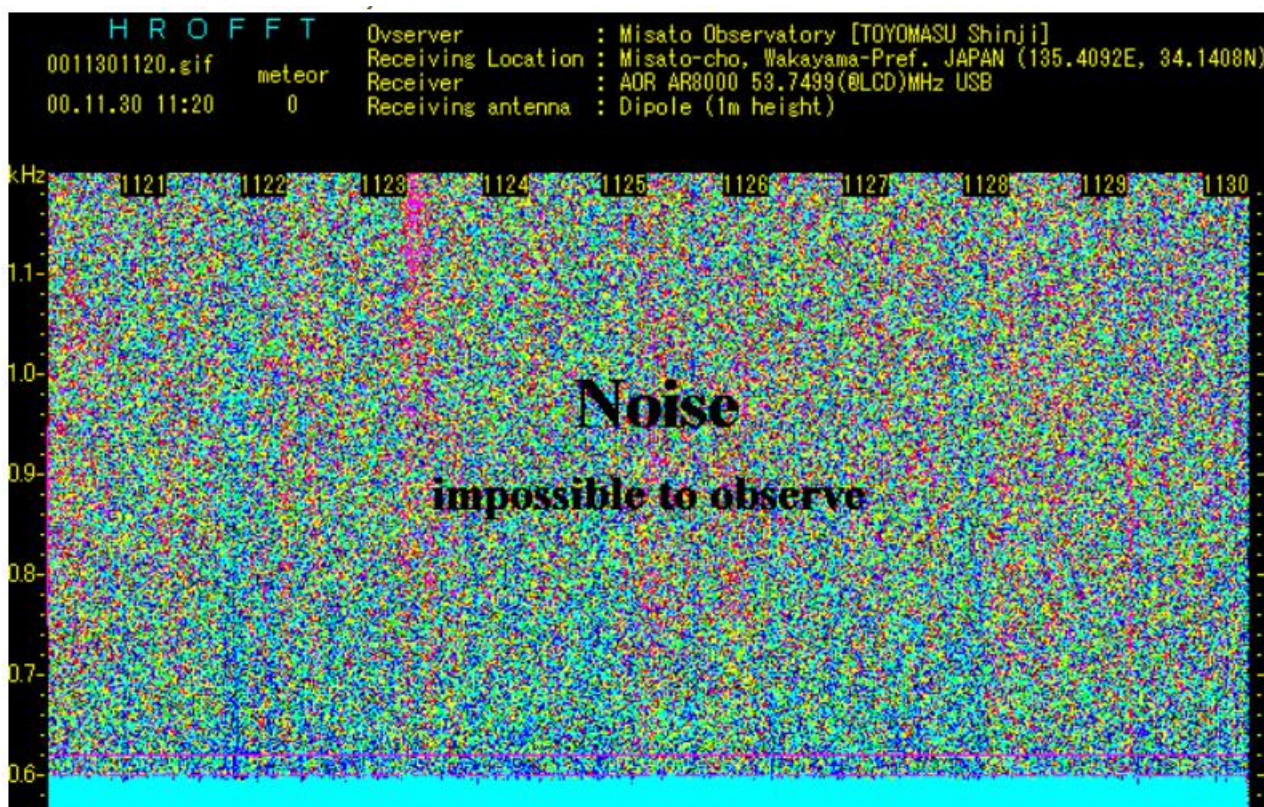 H R O F F T
0011301120.gif
meteor
00.11.30 11:20
0
Ovserver : Misato Observatory [TOYOMASU Shinji]
Receiving Location : Misato-cho, Wakayama-Pref. JAPAN (135.4092E, 34.1408N)
Receiver : AOR AR8000 53.7499(@LCD)MHz USB
Receiving antenna : Dipole (1m height)
kHz
1121 1122 1123 1124 1125 1126 1127 1128 1129 1130
1.1
1.0
Noise
0.9
impossible to observe
0.8
0.7
0.6